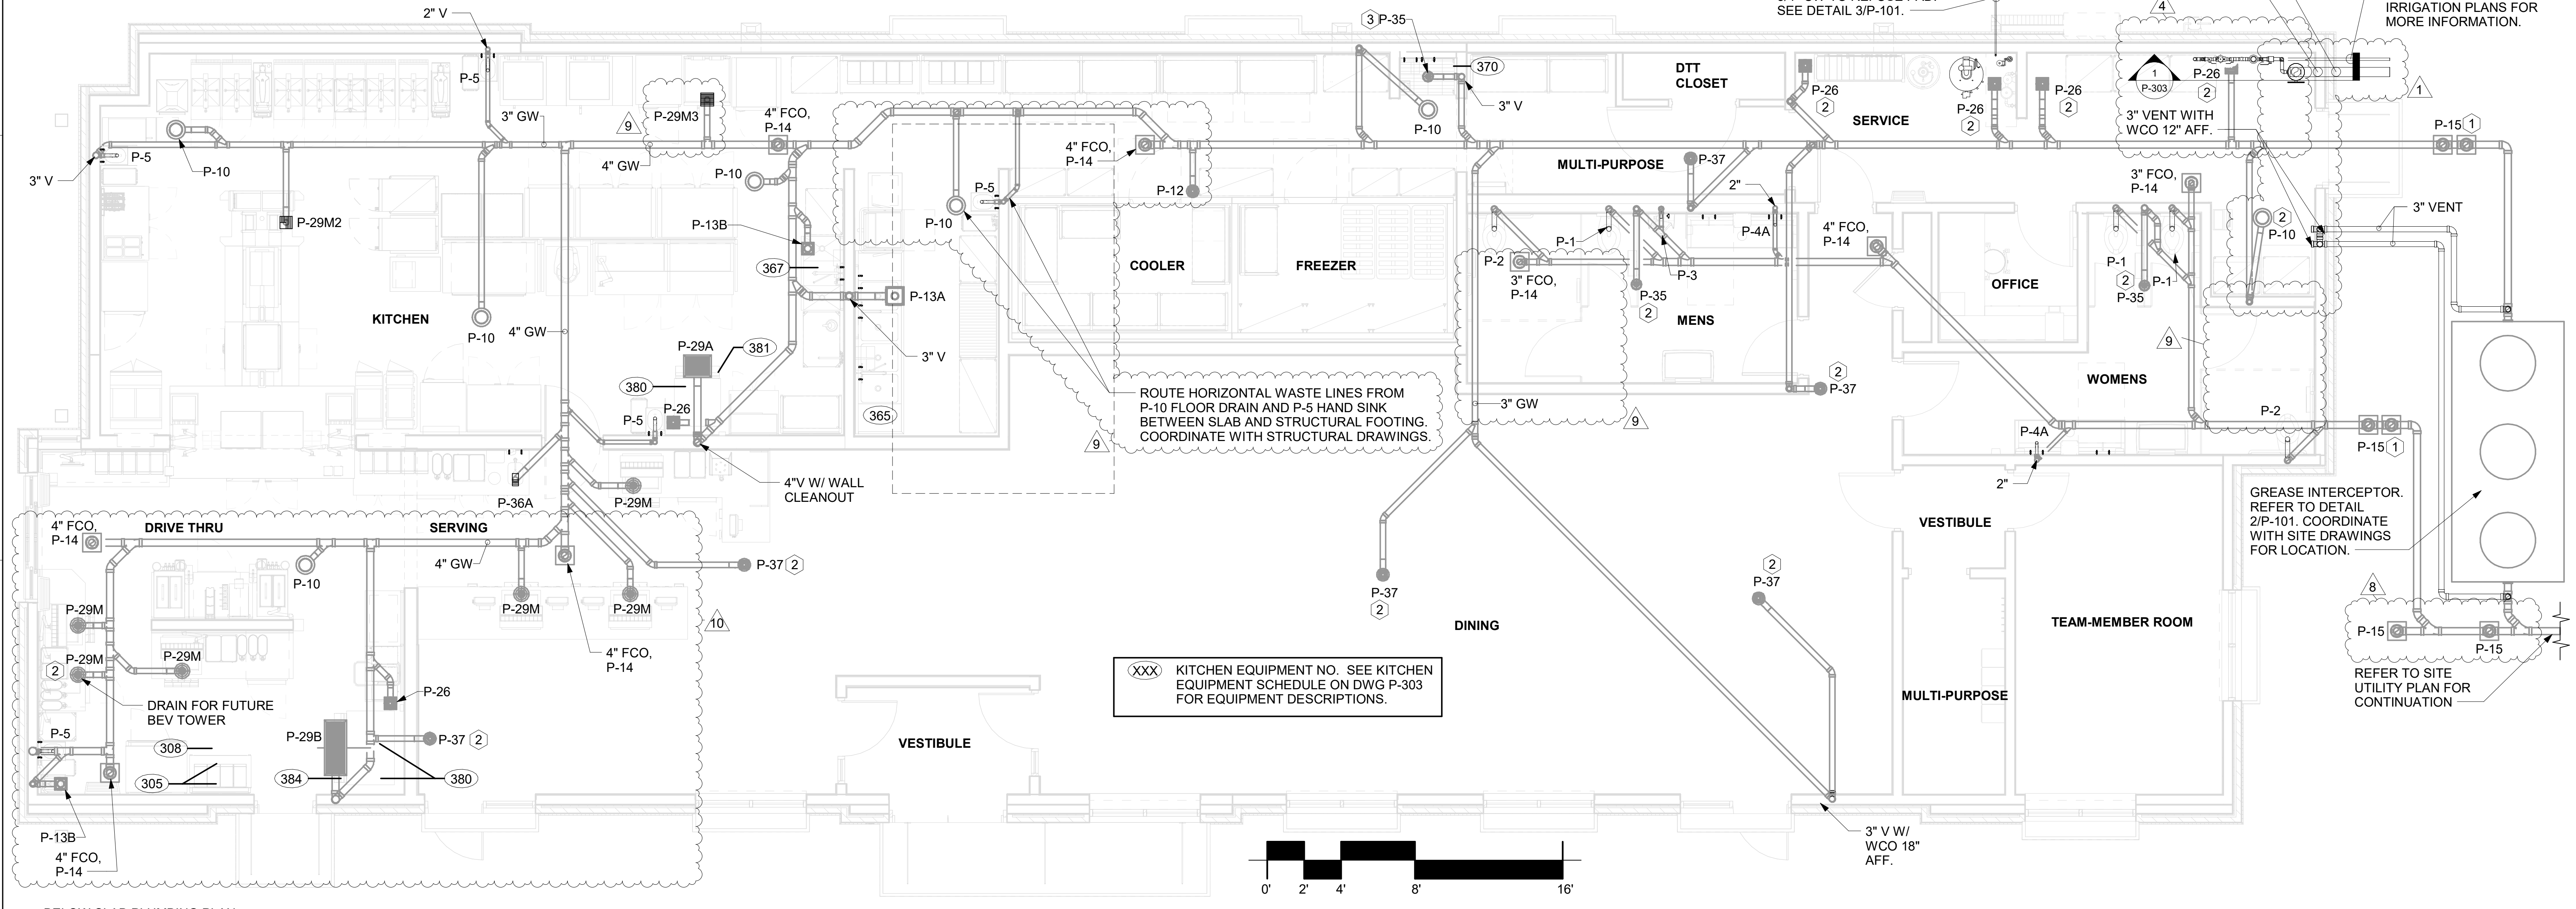 2" V
3 P-35
SEE DETAIL 3/P-101.
4
IRRIGATION PLANS FOR
MORE INFORMATION.
P-5
P-29M3
9
3" GW
4" GW
4" FCO,
P-14
370
3" V
P-10
DTT
CLOSET
P-26
2
SERVICE
P-26
2
P-26
2
1
P-303
P-26
2
1
3" VENT WITH
WCO 12" AFF.
P-15 1
P-5
3" V
P-10
P-29M2
P-10
4" FCO,
P-14
P-12
P-5
P-10
MULTI-PURPOSE
P-37
2"
3" FCO,
P-14
3" VENT
P-13B
367
P-13A
3" V
COOLER
FREEZER
P-2
3" FCO,
P-14
P-1
P-3
P-4A
4" FCO,
P-14
P-35
2
MENS
OFFICE
P-1
2
P-35
P-1
2
P-10
KITCHEN
P-10
4" GW
P-29A
381
380
P-26
P-5
365
ROUTE HORIZONTAL WASTE LINES FROM
P-10 FLOOR DRAIN AND P-5 HAND SINK
BETWEEN SLAB AND STRUCTURAL FOOTING.
COORDINATE WITH STRUCTURAL DRAWINGS.
9
3" GW
9
2
P-37
9
WOMENS
P-2
P-4A
2"
P-15 1
P-36A
P-29M
4"V W/ WALL
CLEANOUT
VESTIBULE
GREASE INTERCEPTOR.
REFER TO DETAIL
2/P-101. COORDINATE
WITH SITE DRAWINGS
FOR LOCATION.
4" FCO,
P-14
DRIVE THRU
SERVING
P-10
4" GW
P-29M
P-29M
P-37 2
P-37
2
2
P-37
8
P-15
P-15
REFER TO SITE
UTILITY PLAN FOR
CONTINUATION
P-29M
P-29M
2
P-29M
DRAIN FOR FUTURE
BEV TOWER
4" FCO,
P-14
10
DINING
TEAM-MEMBER ROOM
XXX KITCHEN EQUIPMENT NO. SEE KITCHEN
EQUIPMENT SCHEDULE ON DWG P-303
FOR EQUIPMENT DESCRIPTIONS.
MULTI-PURPOSE
P-26
P-5
308
305
P-29B
P-37 2
384
380
VESTIBULE
P-13B
4" FCO,
P-14
3" V W/
WCO 18"
AFF.
0' 2' 4' 8' 16'